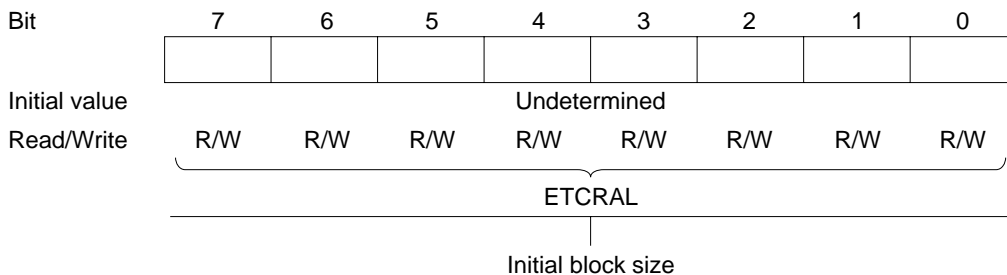 Bit 7 6 5 4 3 2 1 0
Initial value Undetermined
Read/Write R/W R/W R/W R/W R/W R/W R/W R/W
ETCRAL
Initial block size